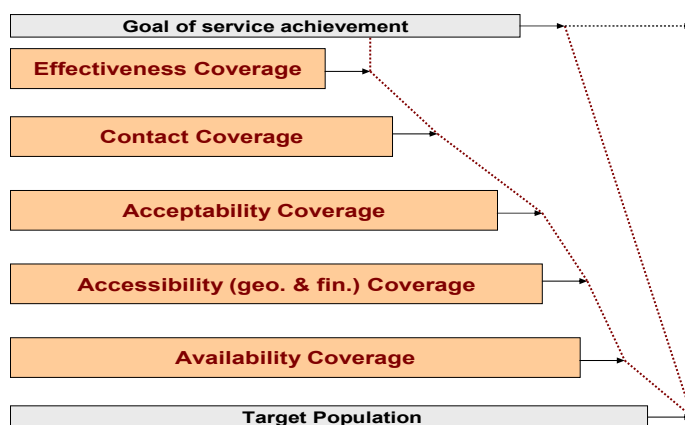 Goal of service achievement
Effectiveness Coverage
Contact Coverage
Acceptability Coverage
Accessibility (geo. & fin.) Coverage
Availability Coverage
Target Population